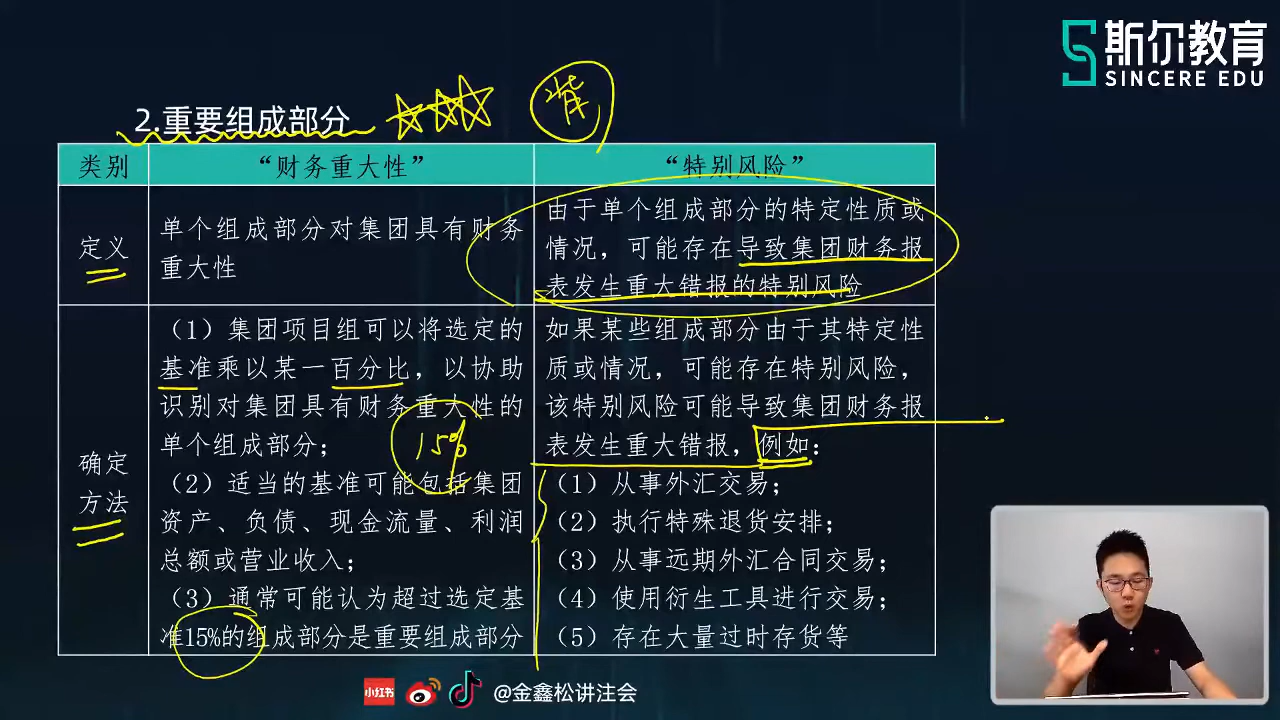 斯尔教育
SINCERE EDU
2.重要组成部分
背
类别
“财务重大性”
“特别风险”
定义
单个组成部分对集团具有财务
重大性
由于单个组成部分的特定性质或
情况，可能存在导致集团财务报
表发生重大错报的特别风险
确定
方法
（1）集团项目组可以将选定的
基准乘以某一百分比，以协助
识别对集团具有财务重大性的
单个组成部分；
15%
（2）适当的基准可能包括集团
资产、负债、现金流量、利润
总额或营业收入；
（3）通常可能认为超过选定基
准15%的组成部分是重要组成部分
如果某些组成部分由于其特定性
质或情况，可能存在特别风险，
该特别风险可能导致集团财务报
表发生重大错报，例如：
（1）从事外汇交易；
（2）执行特殊退货安排；
（3）从事远期外汇合同交易；
（4）使用衍生工具进行交易；
（5）存在大量过时存货等
小红书
@金鑫松讲注会